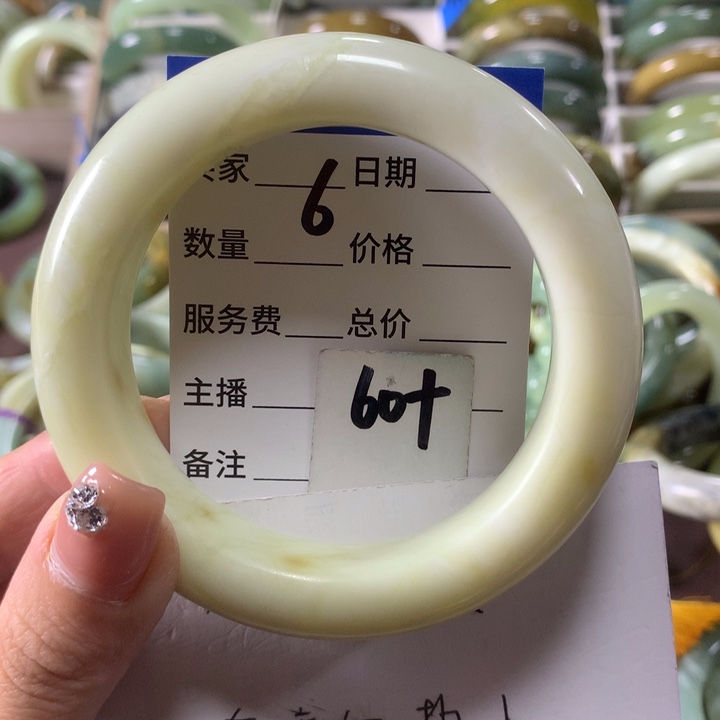 家 6 日期
数量 价格
服务费 总价
主播 60+
备注